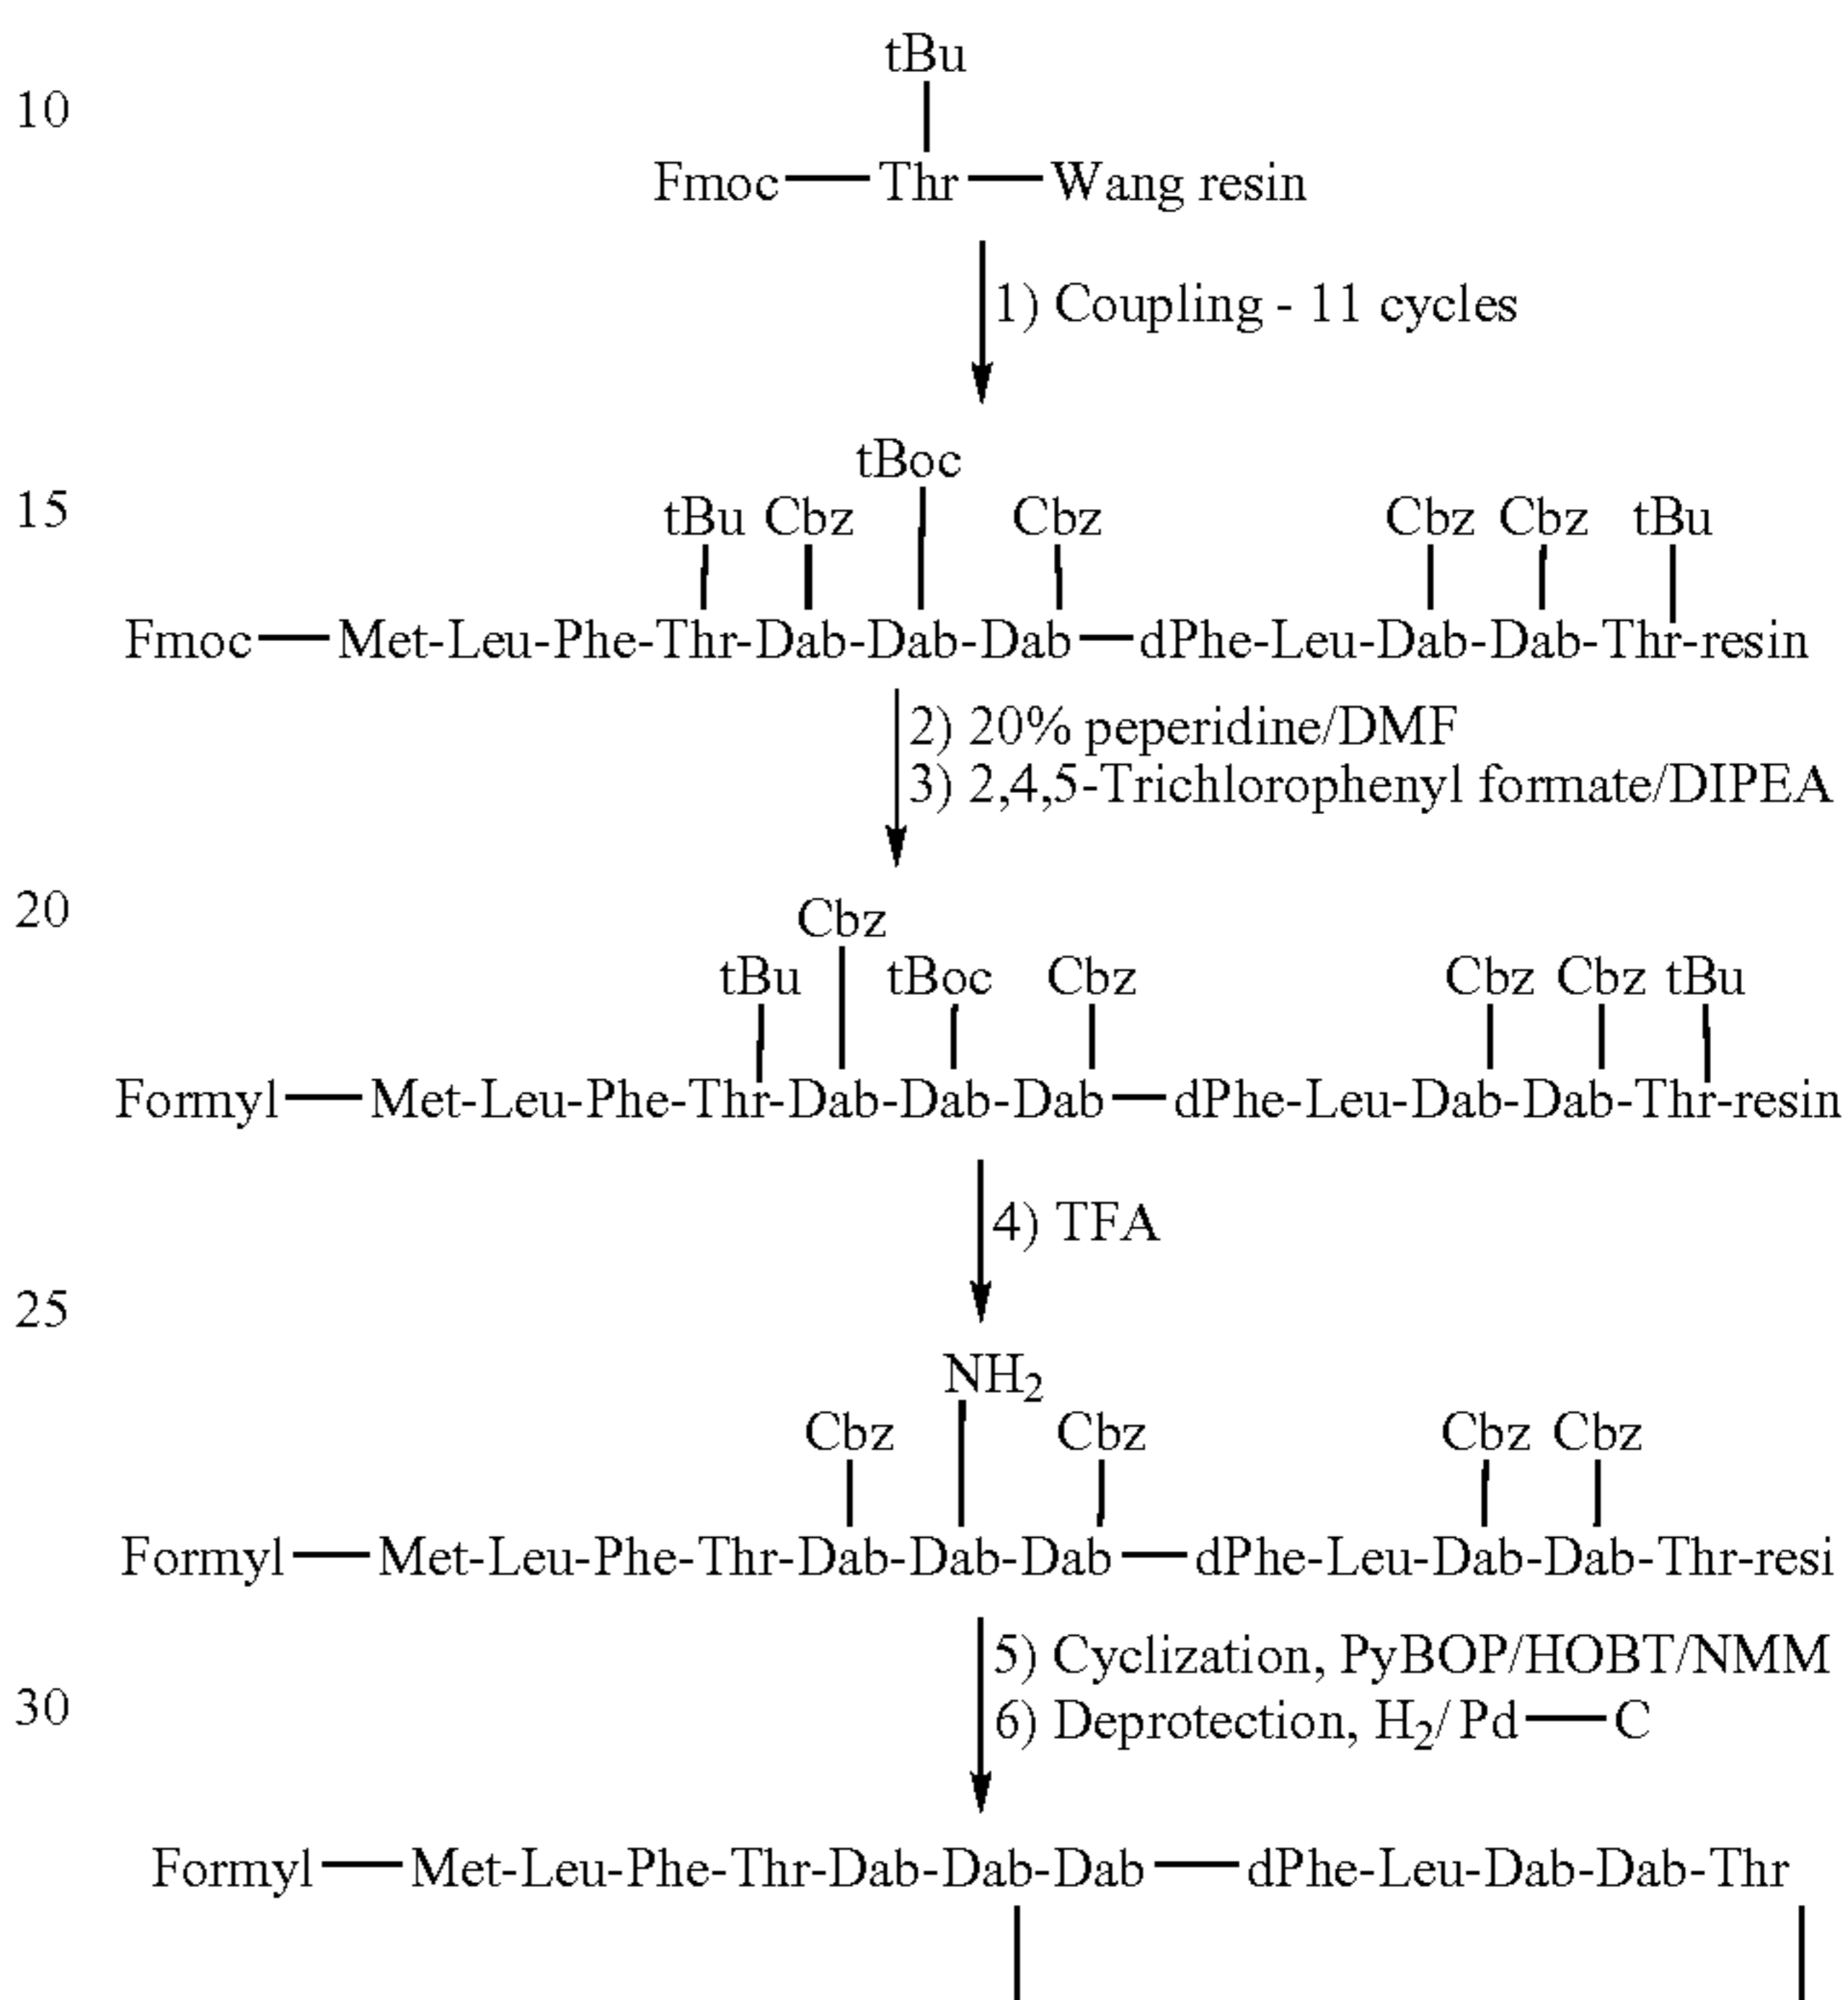 tBu
10
Fmoc—Thr—Wang resin
1) Coupling - 11 cycles
tBoc
15
tBu Cbz Cbz Cbz Cbz tBu
Fmoc—Met-Leu-Phe-Thr-Dab-Dab-Dab—dPhe-Leu-Dab-Dab-Thr-resin
2) 20% peperidine/DMF
3) 2,4,5-Trichlorophenyl formate/DIPEA
20
Cbz
tBu tBoc Cbz Cbz Cbz tBu
Formyl—Met-Leu-Phe-Thr-Dab-Dab-Dab—dPhe-Leu-Dab-Dab-Thr-resin
4) TFA
25
NH2
Cbz Cbz Cbz Cbz
Formyl—Met-Leu-Phe-Thr-Dab-Dab-Dab—dPhe-Leu-Dab-Dab-Thr-resi
5) Cyclization, PyBOP/HOBT/NMM
30
6) Deprotection, H2/Pd—C
Formyl—Met-Leu-Phe-Thr-Dab-Dab-Dab—dPhe-Leu-Dab-Dab-Thr